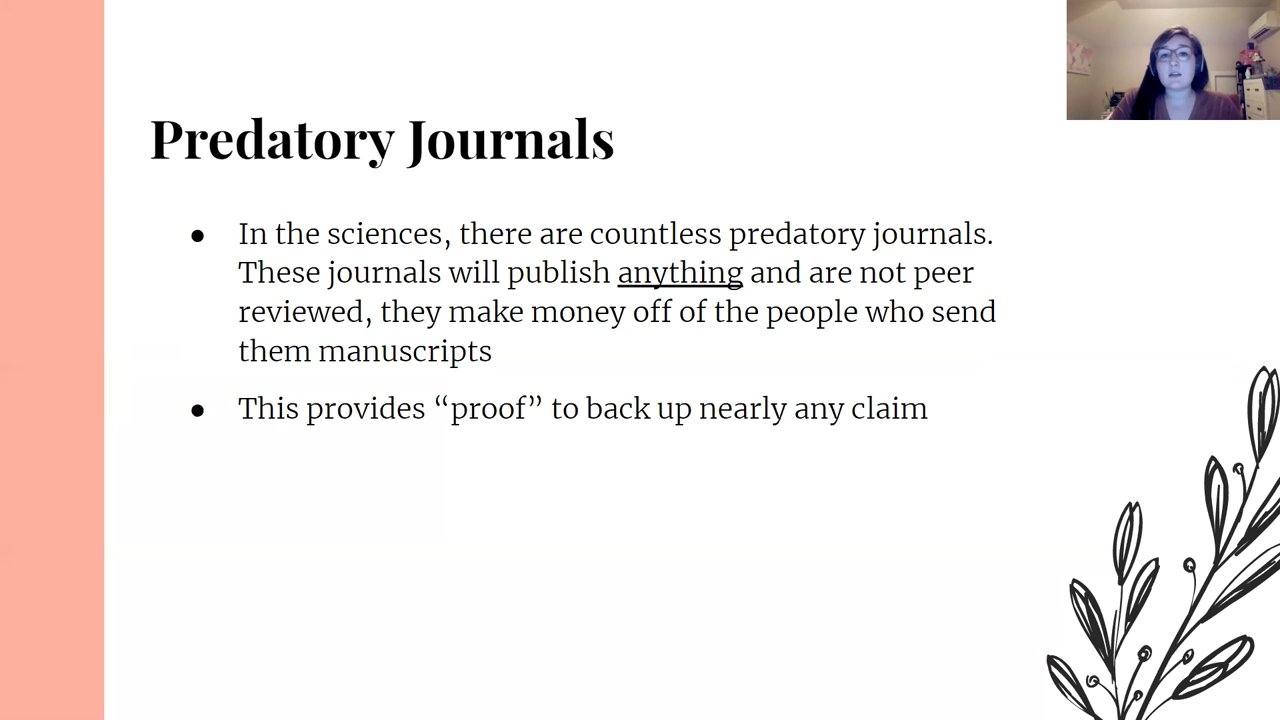 Predatory Journals
● In the sciences, there are countless predatory journals.
These journals will publish anything and are not peer
reviewed, they make money off of the people who send
them manuscripts
● This provides “proof” to back up nearly any claim